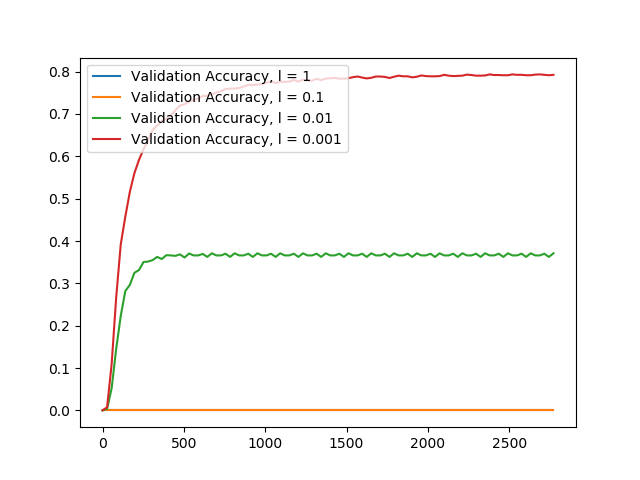 0.8
0.7
0.6
0.5
0.4
0.3
0.2
0.1
0.0
Validation Accuracy, l = 1
Validation Accuracy, l = 0.1
Validation Accuracy, l = 0.01
Validation Accuracy, l = 0.001
0 500 1000 1500 2000 2500